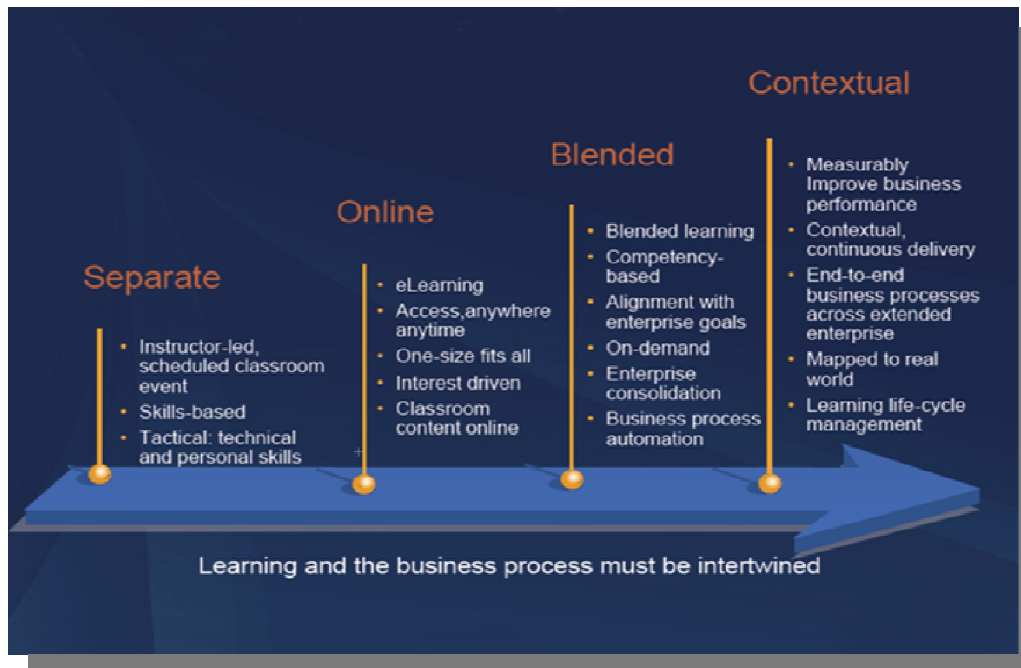 Separate
• Instructor-led,
scheduled classroom
event
• Skills-based
• Tactical: technical
and personal skills
Online
• eLearning
• Access,anywhere
anytime
• One-size fits all
• Interest driven
• Classroom
content online
Blended
• Blended learning
• Competency-
based
• Alignment with
enterprise goals
• On-demand
• Enterprise
consolidation
• Business process
automation
Contextual
• Measurably
Improve business
performance
• Contextual,
continuous delivery
• End-to-end
business processes
across extended
enterprise
• Mapped to real
world
• Learning life-cycle
management
Learning and the business process must be intertwined